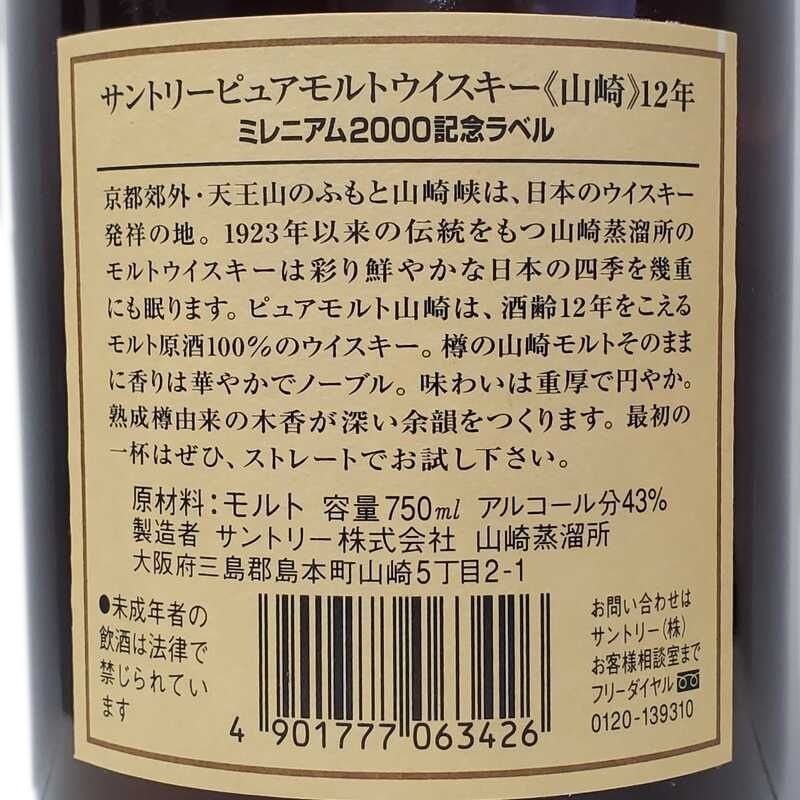 サントリーピュアモルトウイスキー《山崎》12年
ミレニアム2000記念ラベル
京都郊外・天王山のふもと山崎峡は、日本のウイスキー
発祥の地。1923年以来の伝統をもつ山崎蒸溜所の
モルトウイスキーは彩り鮮やかな日本の四季を幾重
にも眠ります。ピュアモルト山崎は、酒齢12年をこえる
モルト原酒100%のウイスキー。樽の山崎モルトそのまま
に香りは華やかでノーブル。味わいは重厚で円やか。
熟成樽由来の木香が深い余韻をつくります。最初の
一杯はぜひ、ストレートでお試し下さい。
原材料:モルト 容量750ml アルコール分43%
製造者 サントリー株式会社 山崎蒸溜所
大阪府三島郡島本町山崎5丁目2-1
●未成年者の
飲酒は法律で
禁じられてい
ます
4 901777 063426
お問い合わせは
サントリー(株)
お客様相談室まで
フリーダイヤル
0120-139310